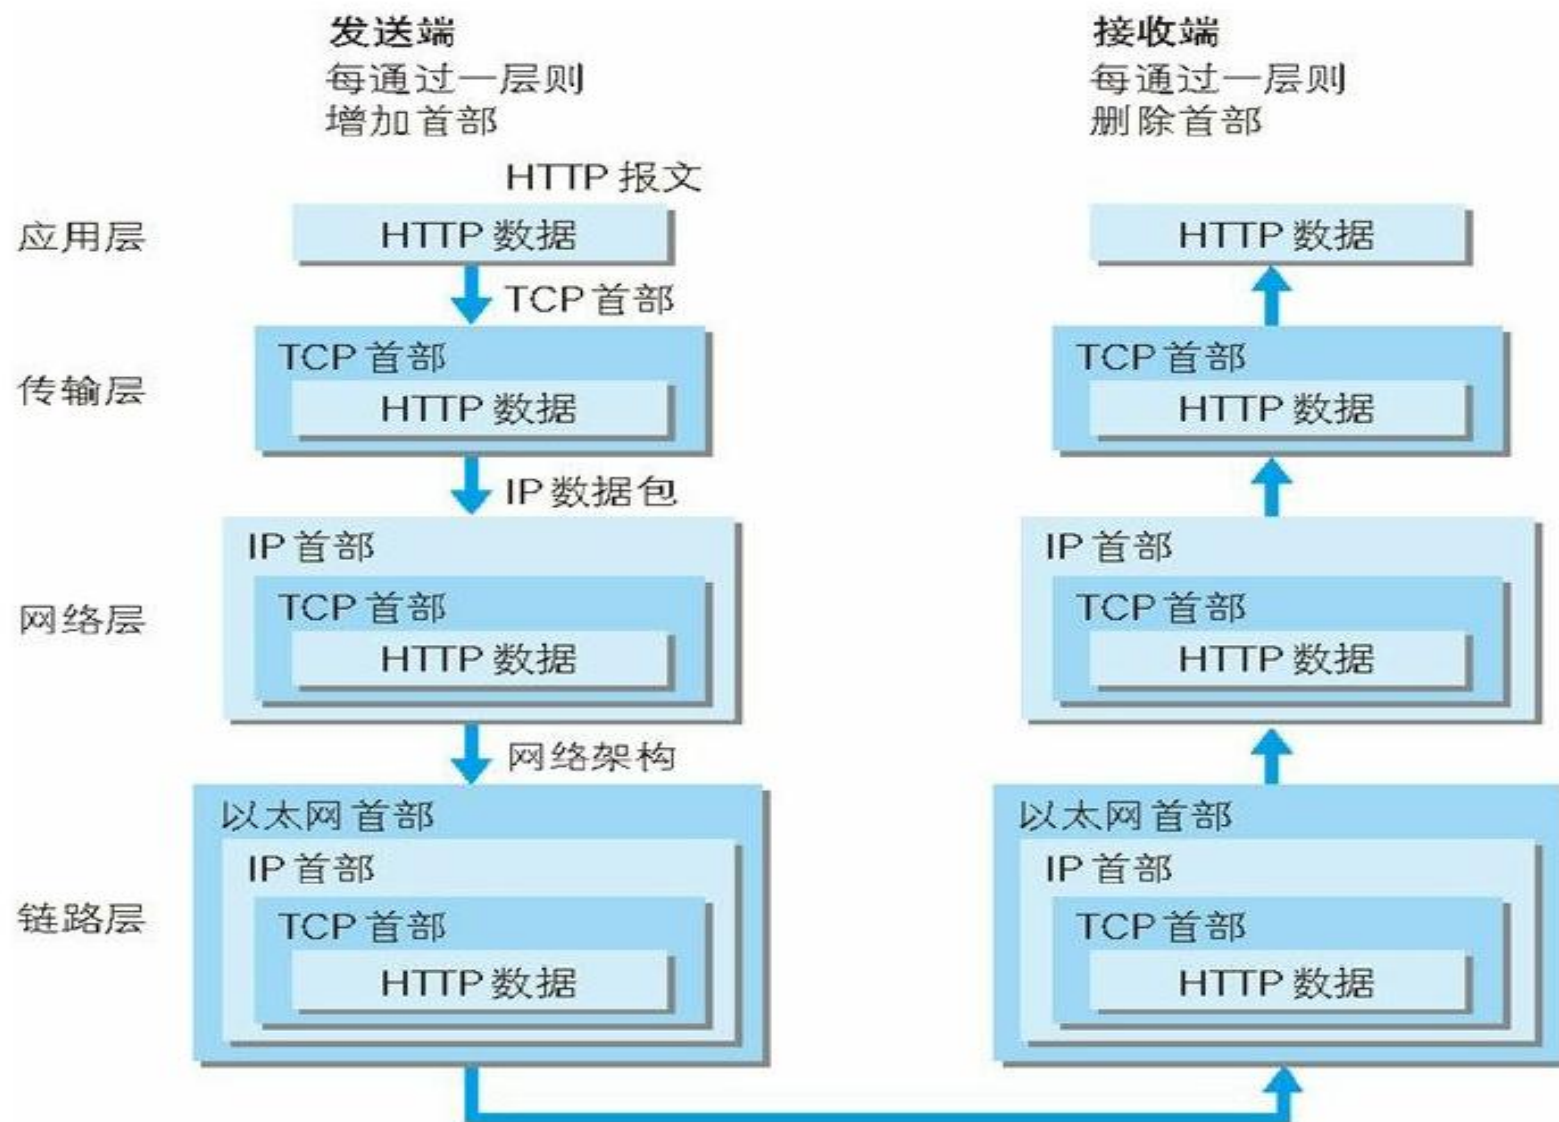 发送端
每通过一层则
增加首部
接收端
每通过一层则
删除首部
HTTP 报文
应用层
HTTP 数据
HTTP 数据
TCP 首部
传输层
TCP 首部
HTTP 数据
TCP 首部
HTTP 数据
IP 数据包
网络层
IP 首部
TCP 首部
HTTP 数据
IP 首部
TCP 首部
HTTP 数据
网络架构
链路层
以太网首部
IP 首部
TCP 首部
HTTP 数据
以太网首部
IP 首部
TCP 首部
HTTP 数据